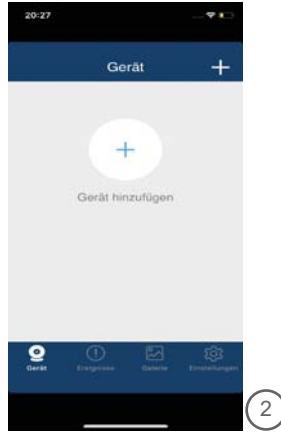 20:27
Gerät
Gerät hinzufügen
Gerät Ereignisse Galerie Einstellungen
2